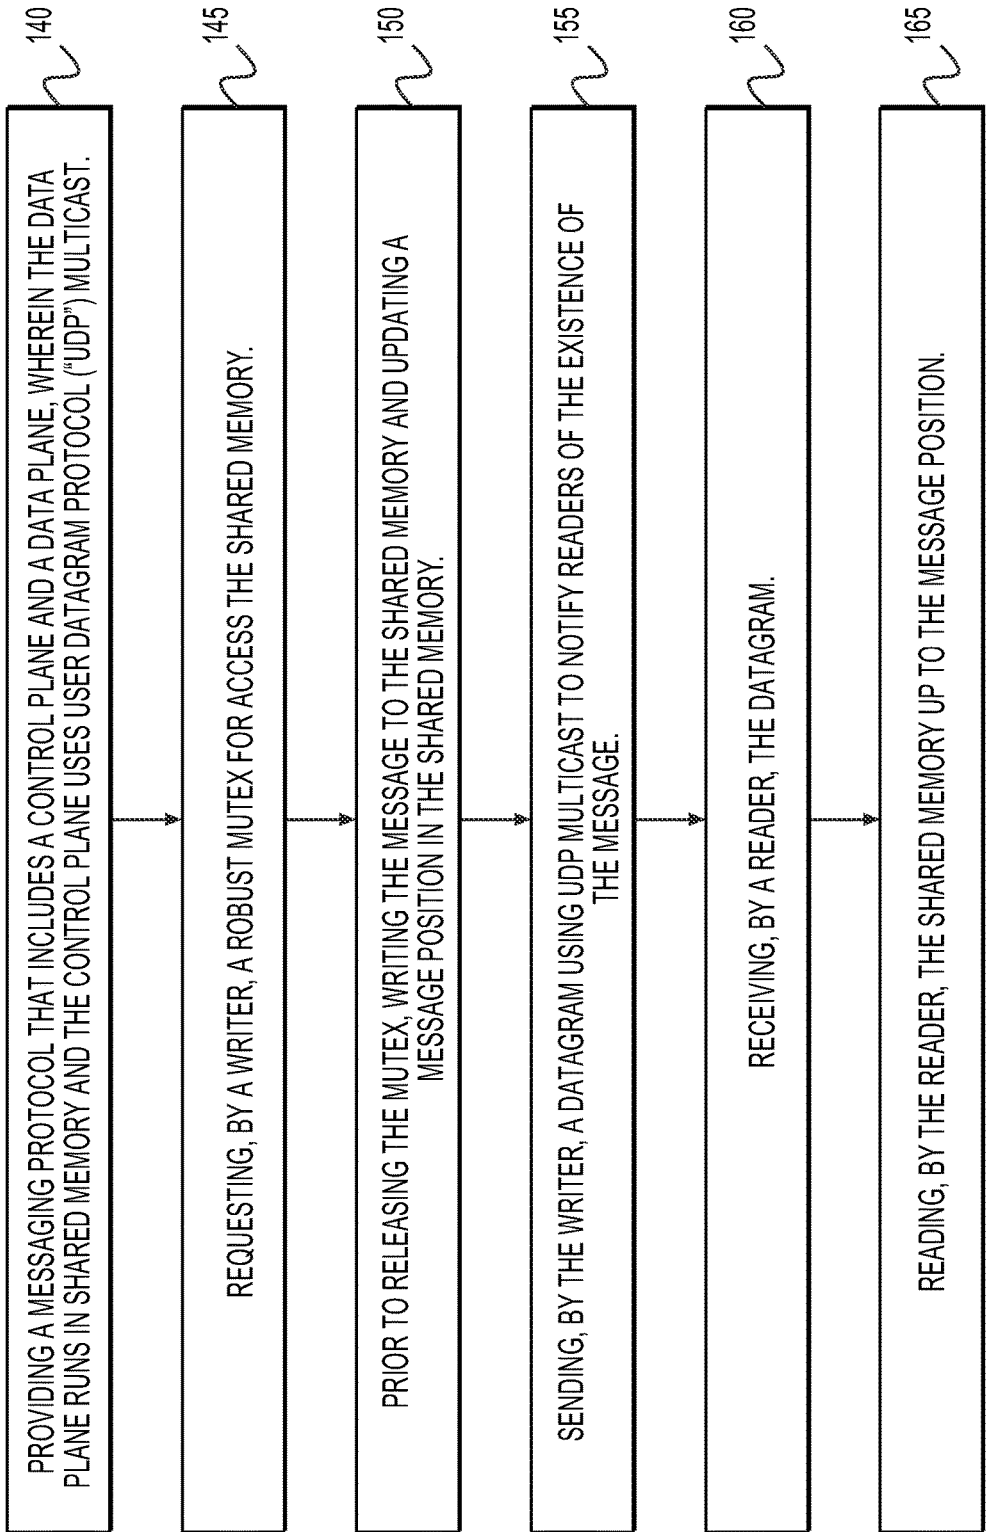 PROVIDING A MESSAGING PROTOCOL THAT INCLUDES A CONTROL PLANE AND A DATA PLANE, WHEREIN THE DATA
PLANE RUNS IN SHARED MEMORY AND THE CONTROL PLANE USES USER DATAGRAM PROTOCOL (“UDP”) MULTICAST.
140
REQUESTING, BY A WRITER, A ROBUST MUTEX FOR ACCESS THE SHARED MEMORY.
145
PRIOR TO RELEASING THE MUTEX, WRITING THE MESSAGE TO THE SHARED MEMORY AND UPDATING A
MESSAGE POSITION IN THE SHARED MEMORY.
150
SENDING, BY THE WRITER, A DATAGRAM USING UDP MULTICAST TO NOTIFY READERS OF THE EXISTENCE OF
THE MESSAGE.
155
RECEIVING, BY A READER, THE DATAGRAM.
160
READING, BY THE READER, THE SHARED MEMORY UP TO THE MESSAGE POSITION.
165